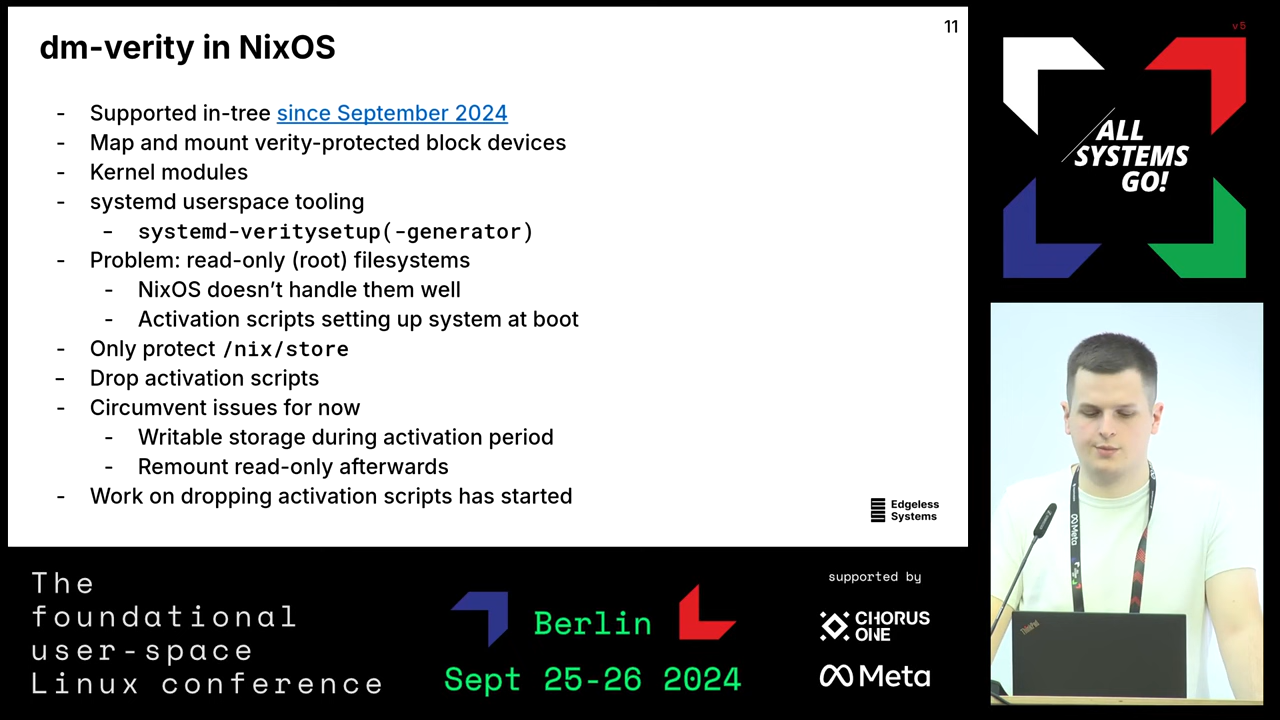 11
dm-verity in NixOS
- Supported in-tree since September 2024
- Map and mount verity-protected block devices
- Kernel modules
- systemd userspace tooling
- systemd-veritysetup(-generator)
- Problem: read-only (root) filesystems
- NixOS doesn’t handle them well
- Activation scripts setting up system at boot
- Only protect /nix/store
- Drop activation scripts
- Circumvent issues for now
- Writable storage during activation period
- Remount read-only afterwards
- Work on dropping activation scripts has started
Edgeless
Systems
v5
ALL
SYSTEMS
GO!
Meta
ThinkPad
The
foundational
user-space
Linux conference
Berlin
Sept 25-26 2024
supported by
CHORUS
ONE
Meta